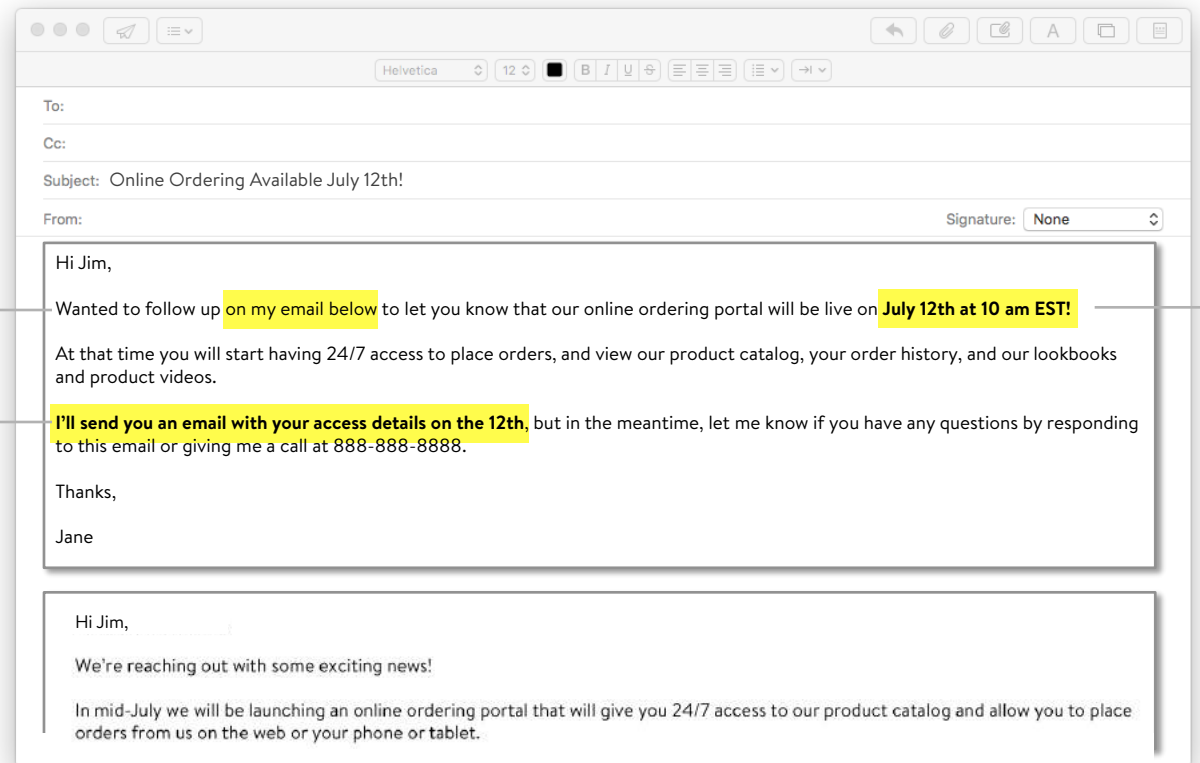 Helvetica 12 B I U S
To:
Cc:
Subject: Online Ordering Available July 12th!
From: Signature: None
Hi Jim,
Wanted to follow up on my email below to let you know that our online ordering portal will be live on July 12th at 10 am EST!
At that time you will start having 24/7 access to place orders, and view our product catalog, your order history, and our lookbooks
and product videos.
I'll send you an email with your access details on the 12th, but in the meantime, let me know if you have any questions by responding
to this email or giving me a call at 888-888-8888.
Thanks,
Jane
Hi Jim,
We're reaching out with some exciting news!
In mid-July we will be launching an online ordering portal that will give you 24/7 access to our product catalog and allow you to place
orders from us on the web or your phone or tablet.